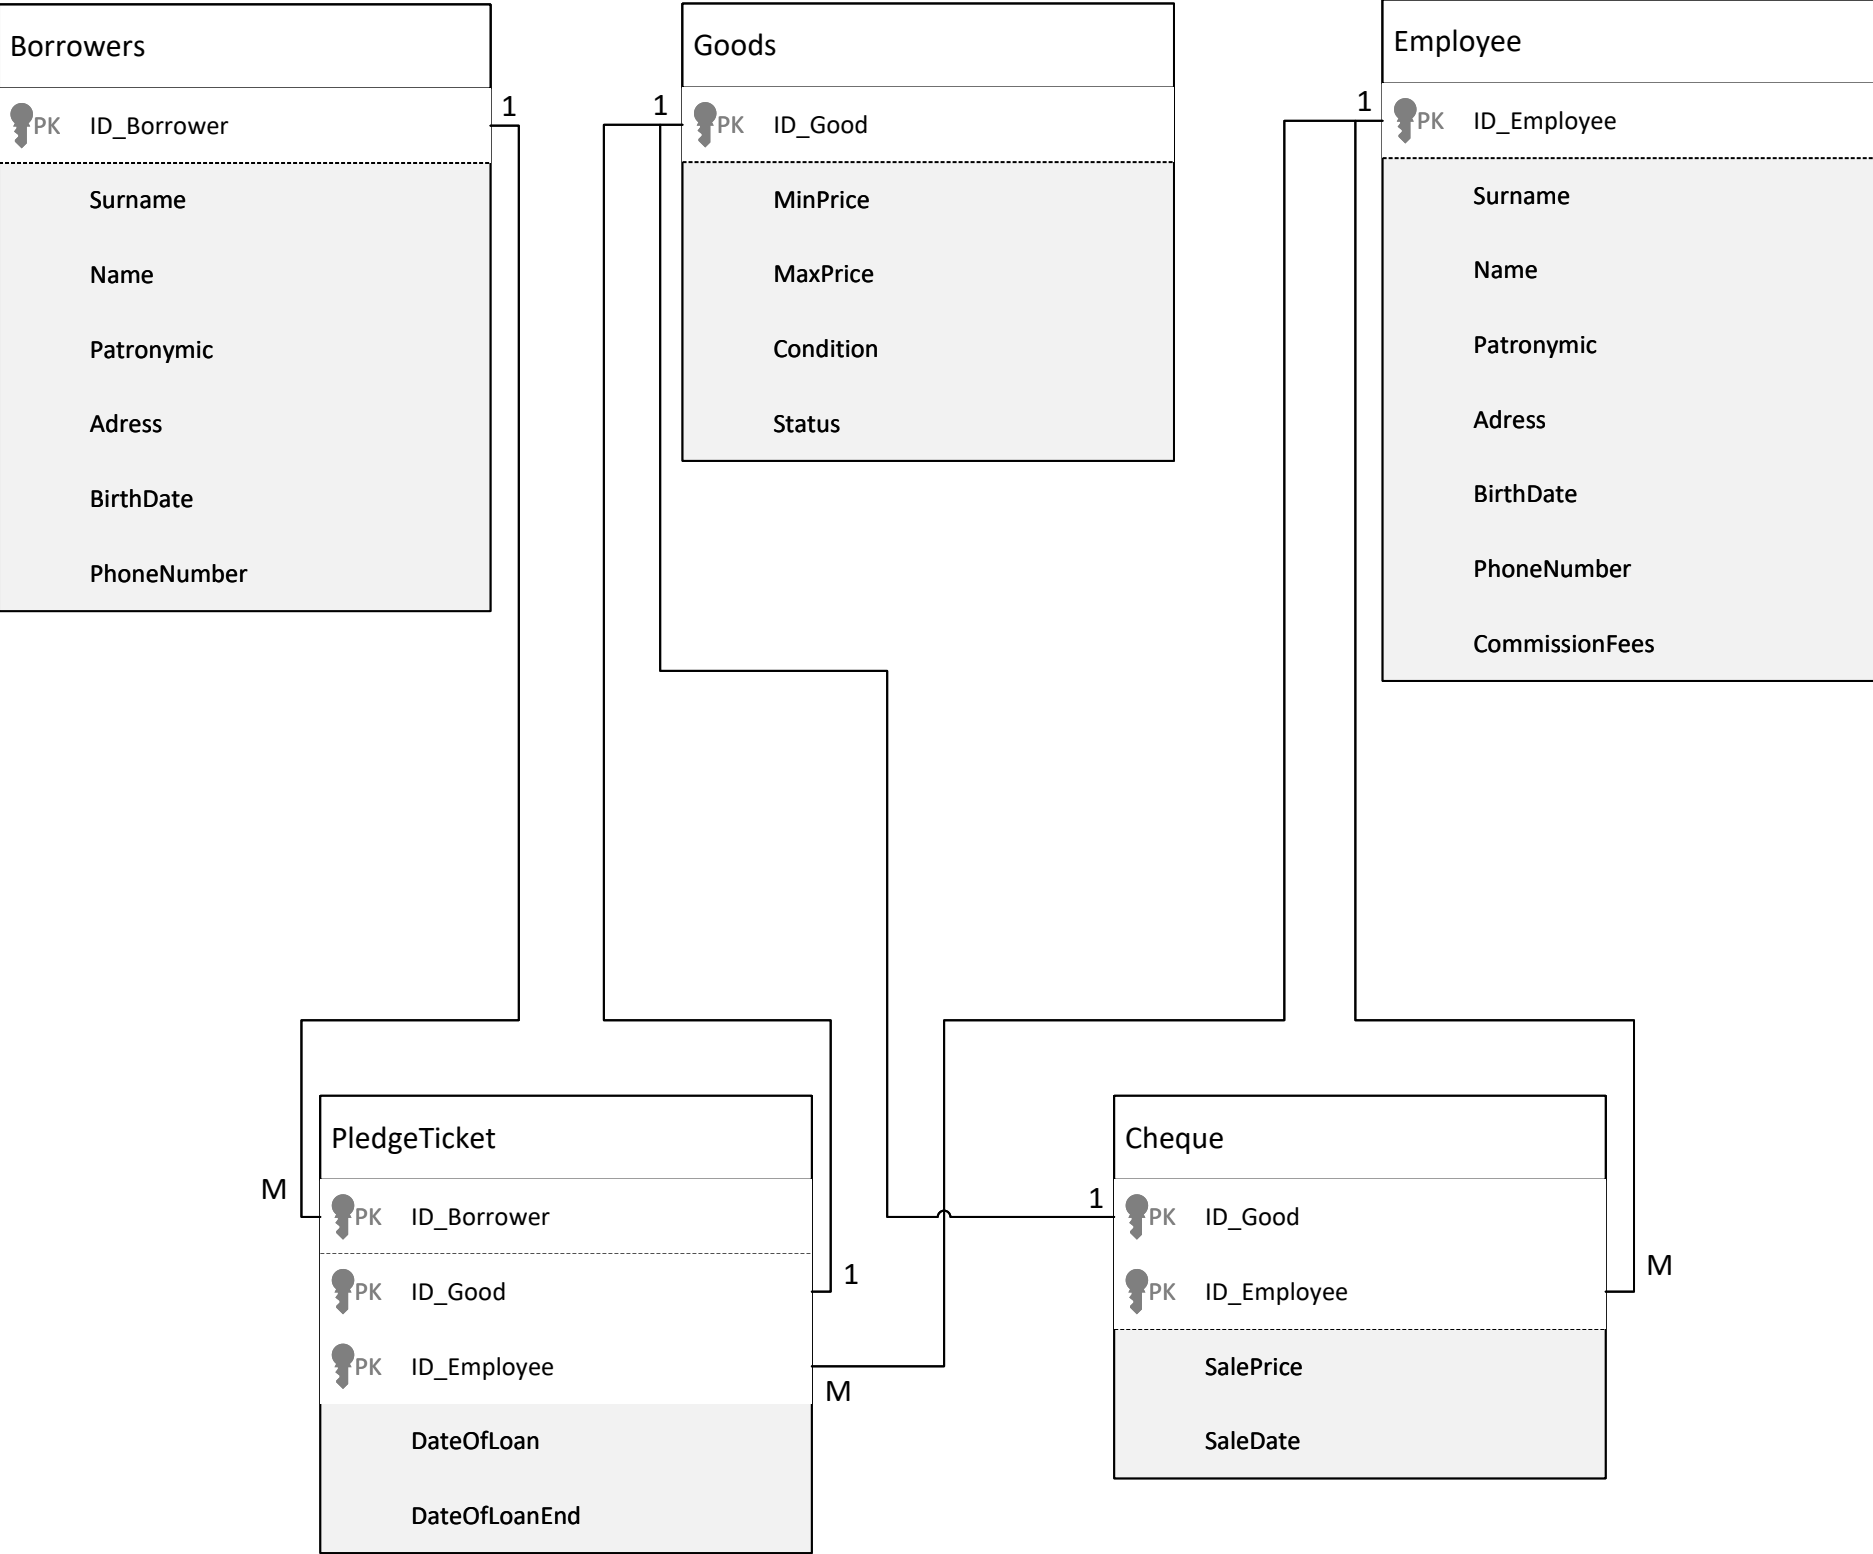 Borrowers
1
PK ID_Borrower
Surname
Name
Patronymic
Adress
BirthDate
PhoneNumber
Goods
1
PK ID_Good
MinPrice
MaxPrice
Condition
Status
Employee
1
PK ID_Employee
Surname
Name
Patronymic
Adress
BirthDate
PhoneNumber
CommissionFees
PledgeTicket
M
PK ID_Borrower
PK ID_Good
1
PK ID_Employee
M
DateOfLoan
DateOfLoanEnd
Cheque
1
PK ID_Good
PK ID_Employee
M
SalePrice
SaleDate